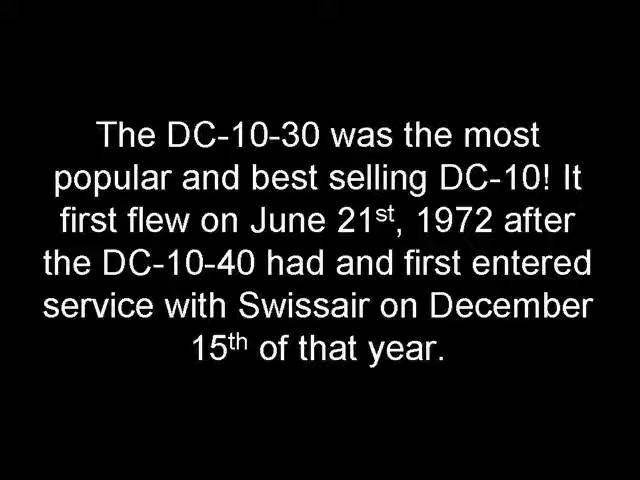 The DC-10-30 was the most
popular and best selling DC-10! It
first flew on June 21st, 1972 after
the DC-10-40 had and first entered
service with Swissair on December
15th of that year.